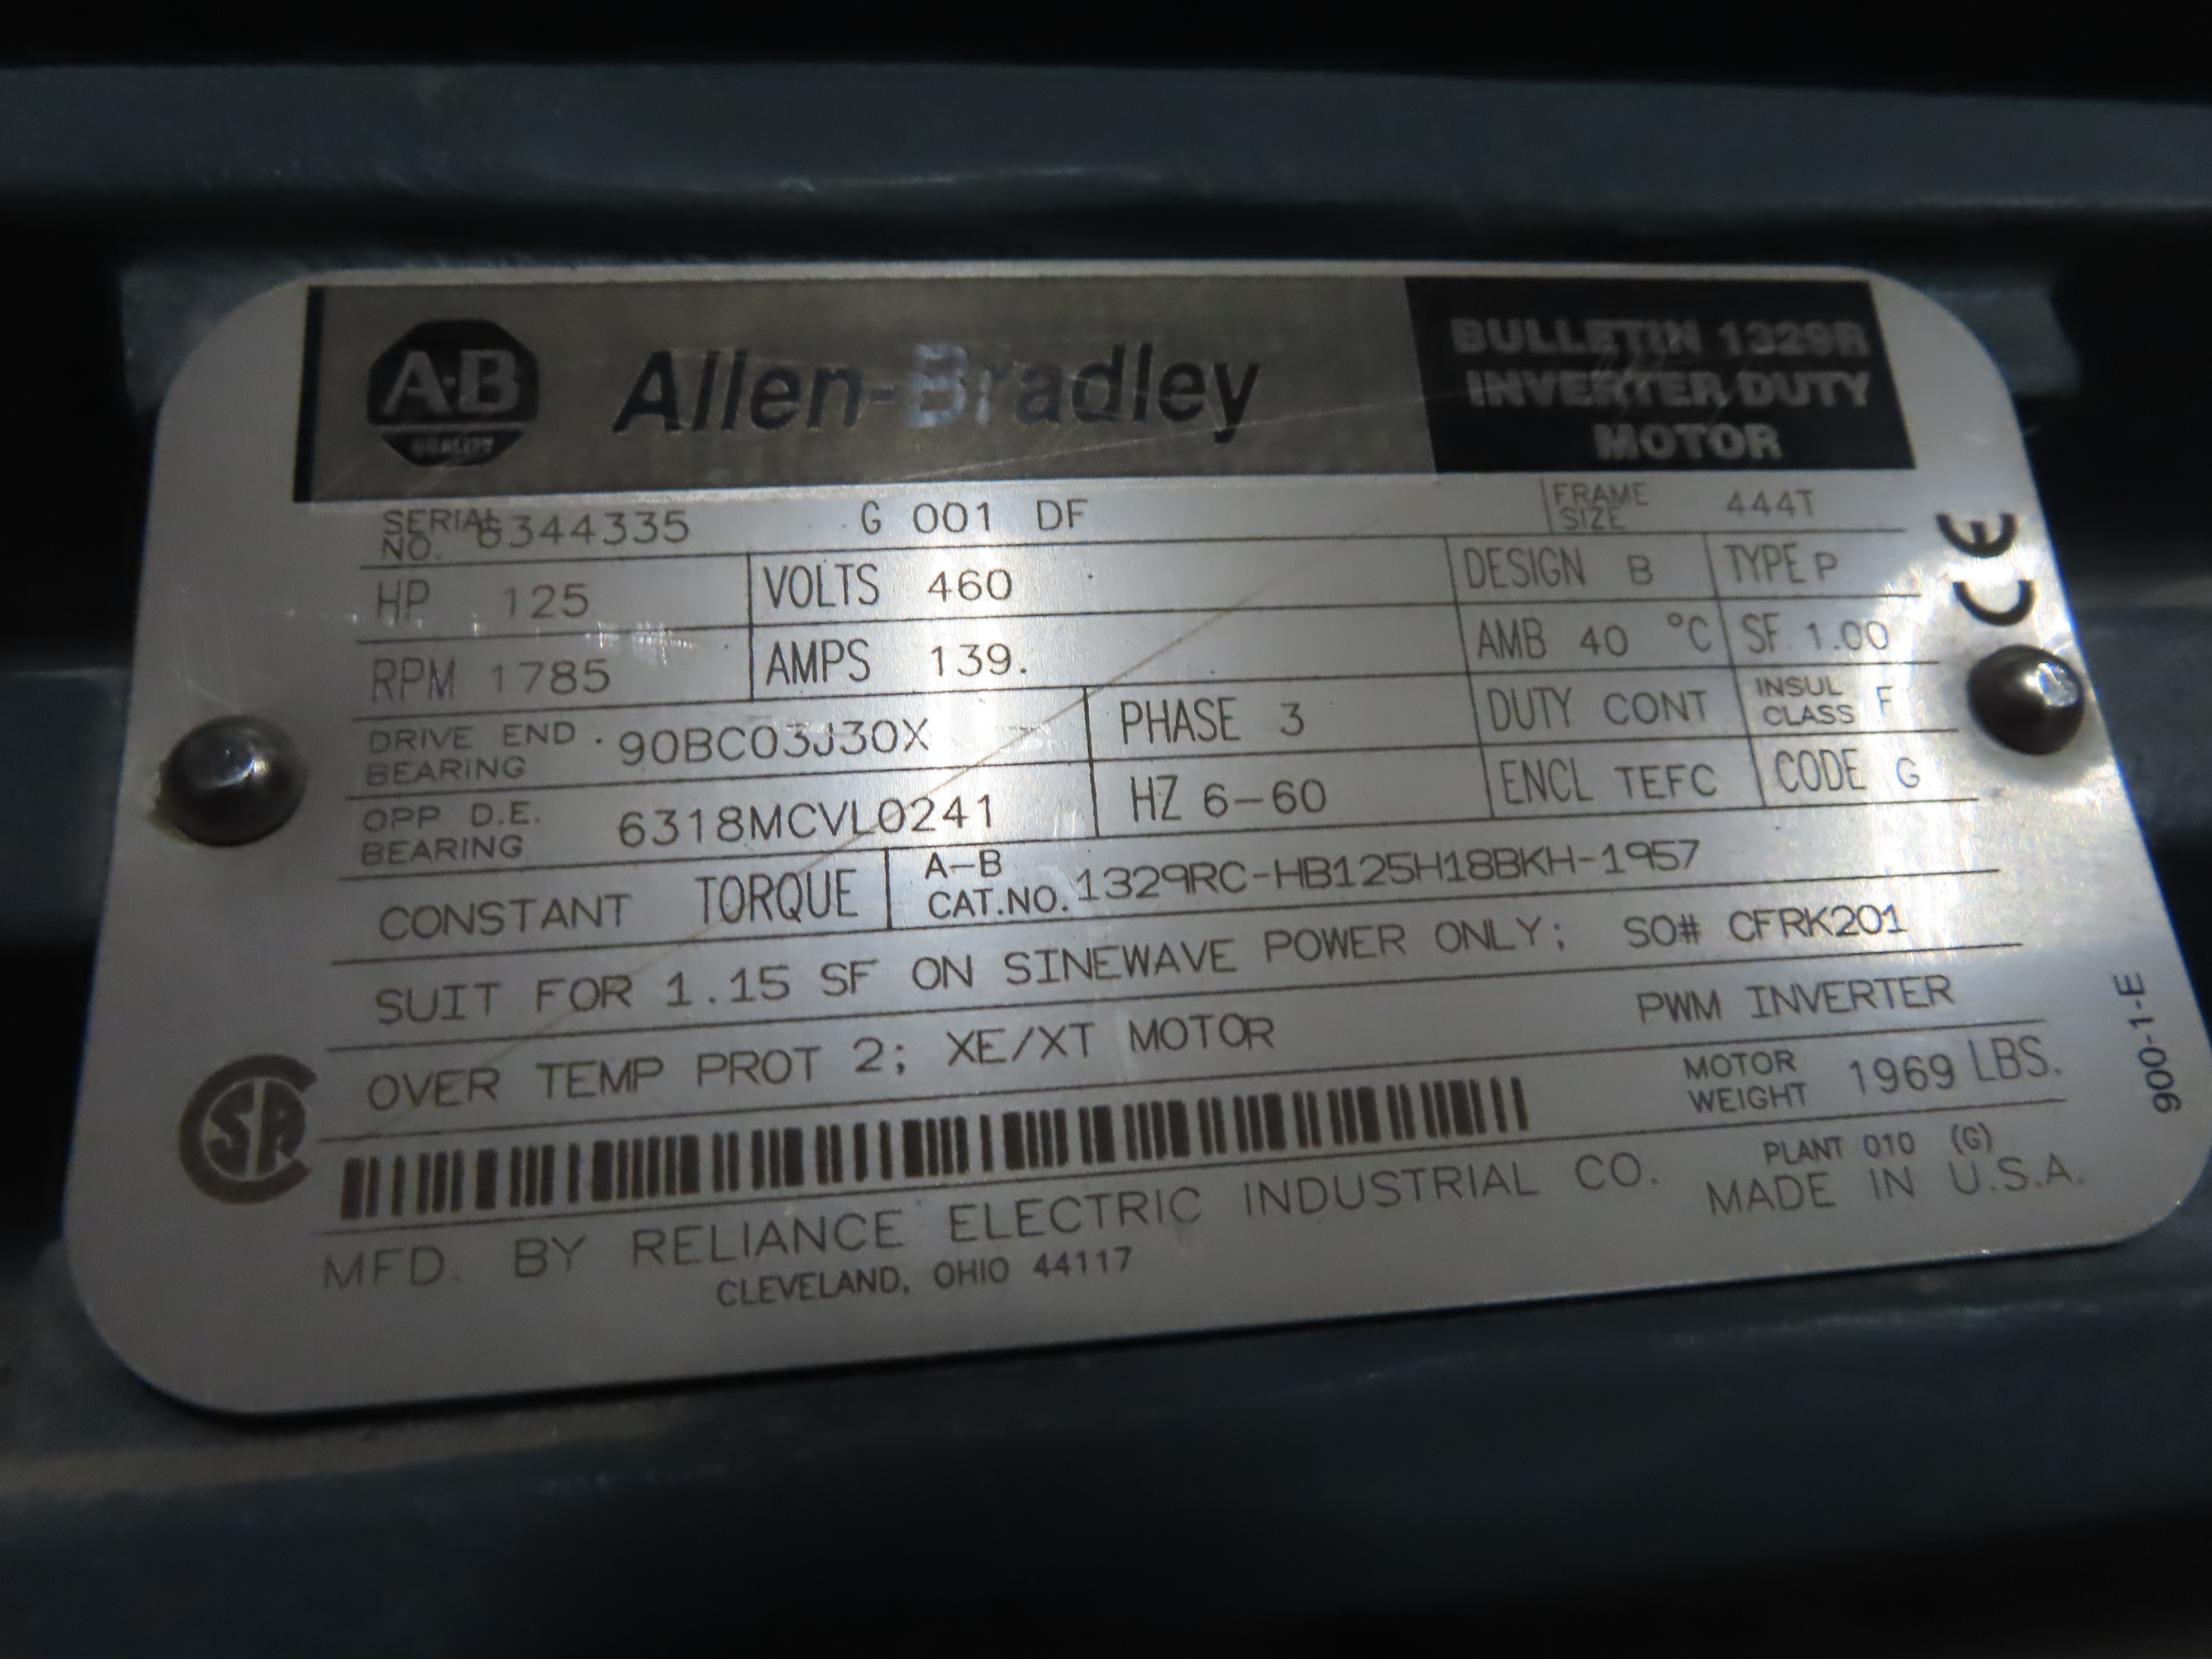 A-B
QUALITY
Allen-Bradley
BULLETIN 1329R
INVERTER DUTY
MOTOR
SERIAL NO. 6344335 G 001 DF FRAME SIZE 444T
HP 125 VOLTS 460 DESIGN B TYPE P
RPM 1785 AMPS 139. AMB 40 °C SF 1.00
DRIVE END BEARING 90BC03J30X PHASE 3 DUTY CONT INSUL CLASS F
OPP D.E. BEARING 6318MCVL0241 HZ 6-60 ENCL TEFC CODE G
CONSTANT TORQUE A-B CAT.NO. 1329RC-HB125H18BKH-1957
SUIT FOR 1.15 SF ON SINEWAVE POWER ONLY; SO# CFRK201
OVER TEMP PROT 2; XE/XT MOTOR PWM INVERTER
MOTOR WEIGHT 1969 LBS.
PLANT 010 (G)
MFD. BY RELIANCE ELECTRIC INDUSTRIAL CO. MADE IN U.S.A.
CLEVELAND, OHIO 44117
CE
SA
900-1-E